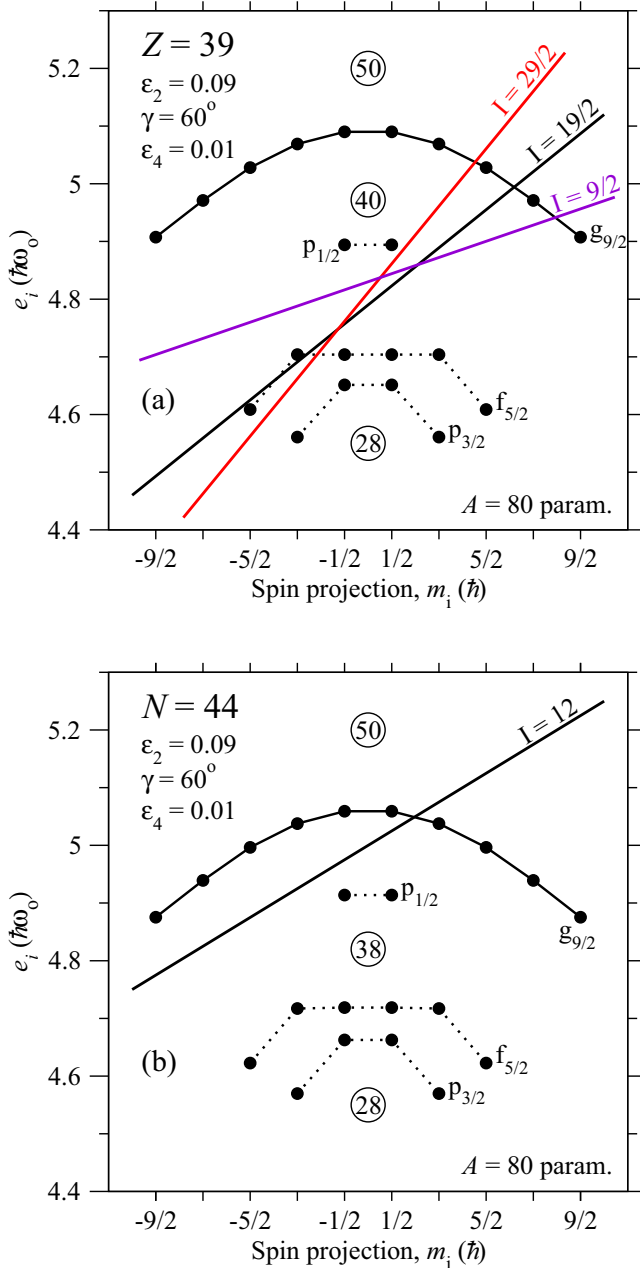 Z = 39
ε₂ = 0.09
γ = 60°
ε₄ = 0.01
50
I = 29/2
I = 19/2
I = 9/2
40
p₁/₂
g₉/₂
f₅/₂
p₃/₂
28
(a)
A = 80 param.
5.2
5
4.8
4.6
4.4
eᵢ (ħω₀)
-9/2
-5/2
-1/2
1/2
5/2
9/2
Spin projection, mᵢ (ħ)
N = 44
ε₂ = 0.09
γ = 60°
ε₄ = 0.01
50
I = 12
p₁/₂
g₉/₂
38
f₅/₂
p₃/₂
28
(b)
A = 80 param.
5.2
5
4.8
4.6
4.4
eᵢ (ħω₀)
-9/2
-5/2
-1/2
1/2
5/2
9/2
Spin projection, mᵢ (ħ)